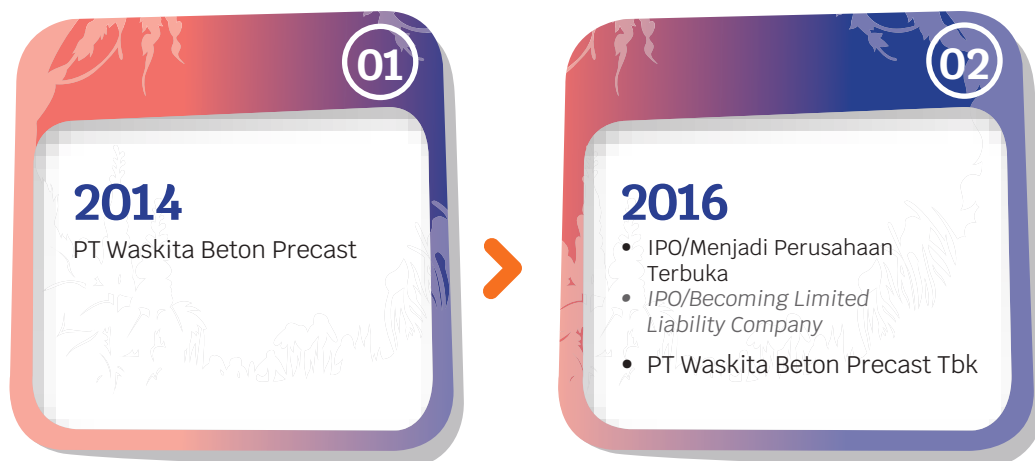 01
2014
PT Waskita Beton Precast
02
2016
• IPO/Menjadi Perusahaan
Terbuka
• IPO/Becoming Limited
Liability Company
• PT Waskita Beton Precast Tbk